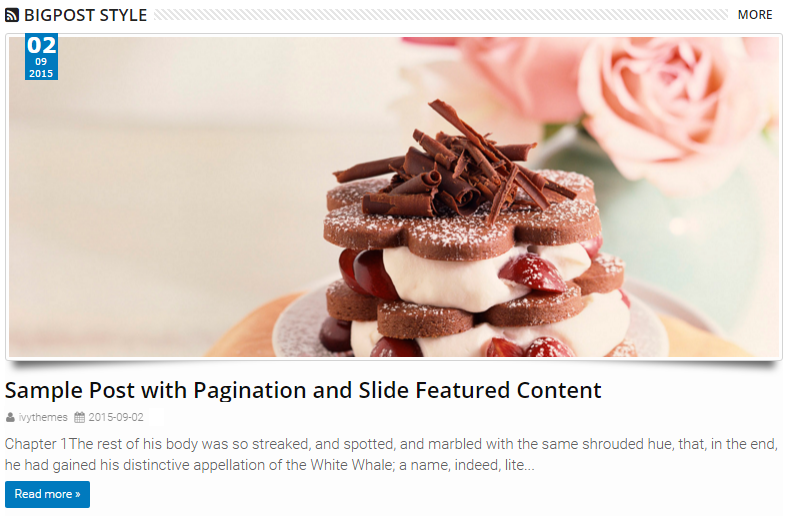 BIGPOST STYLE
MORE
02
09
2015
Sample Post with Pagination and Slide Featured Content
ivythemes 2015-09-02
Chapter 1The rest of his body was so streaked, and spotted, and marbled with the same shrouded hue, that, in the end,
he had gained his distinctive appellation of the White Whale; a name, indeed, lite...
Read more »